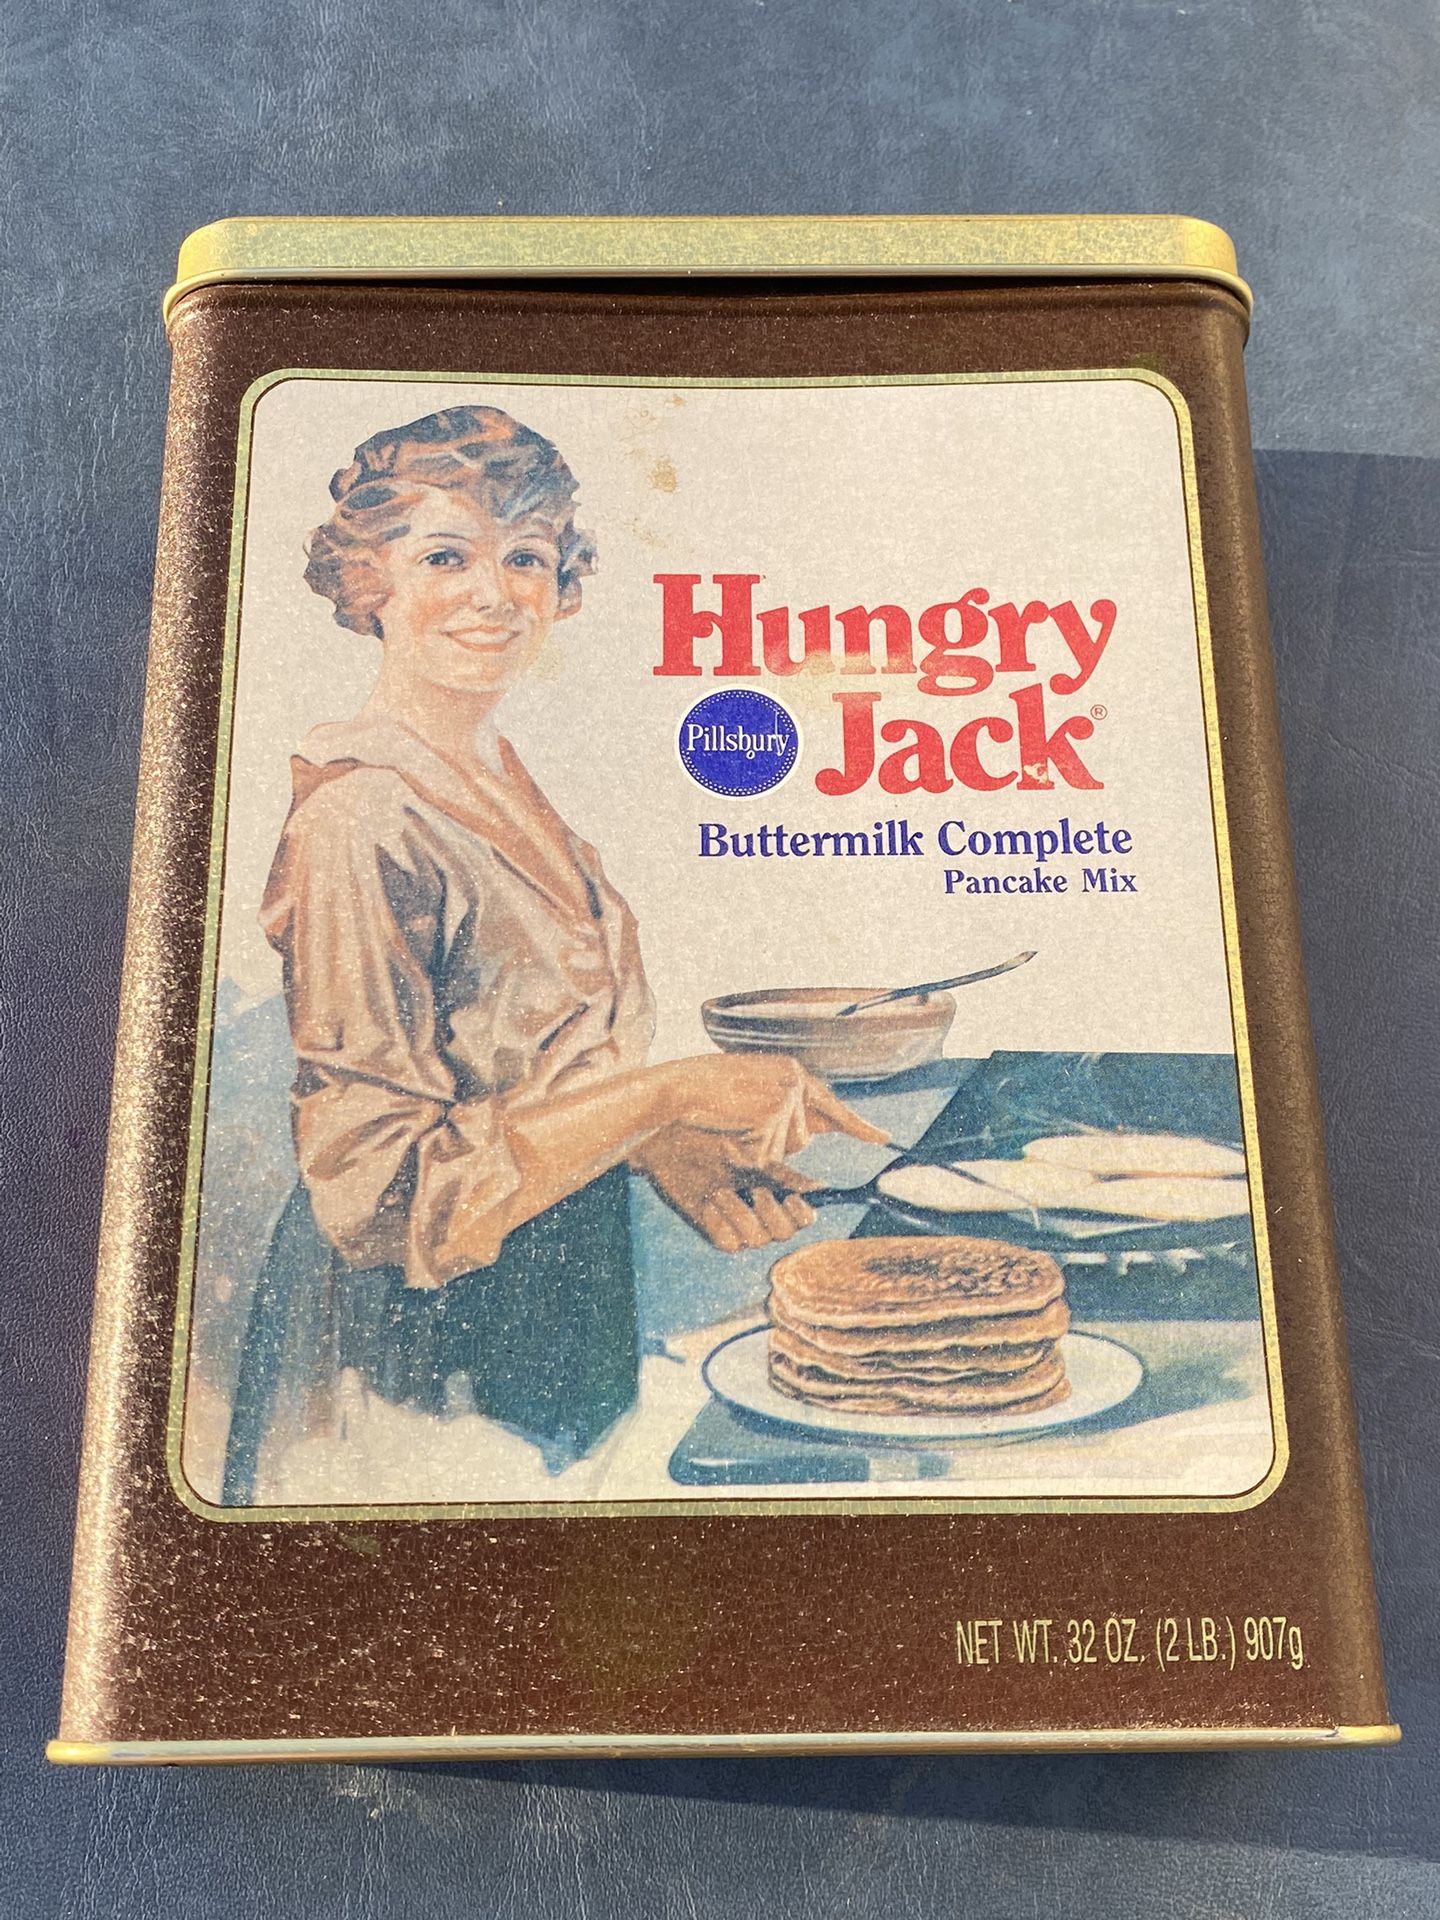 Hungry
Pillsbury
Jack®
Buttermilk Complete
Pancake Mix
NET WT. 32 OZ. (2 LB.) 907g